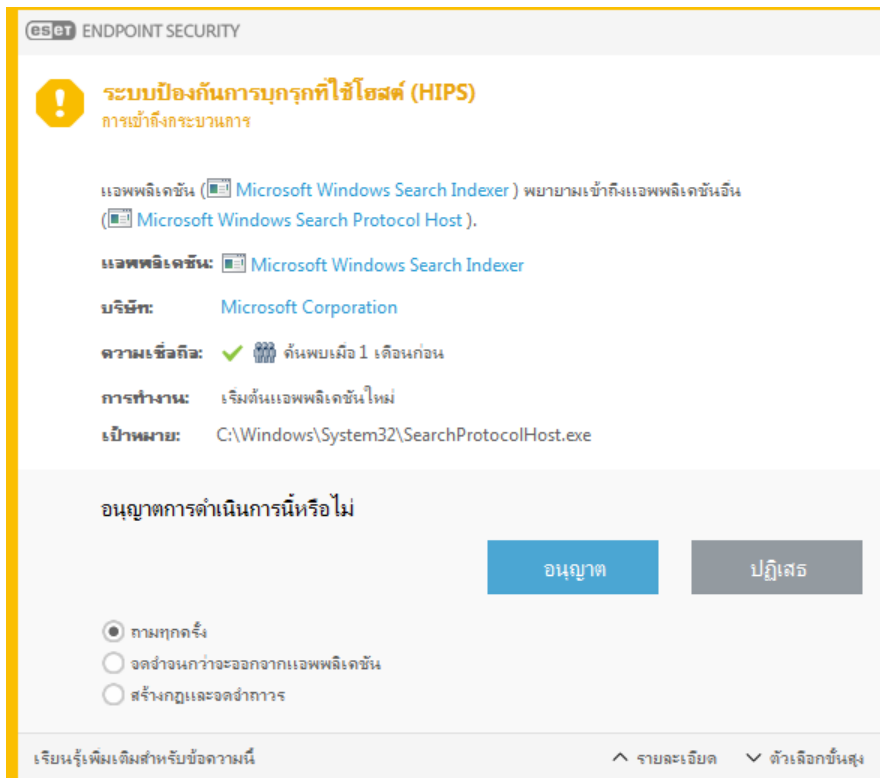 eset ENDPOINT SECURITY
ระบบป้องกันการบุกรุกที่ใช้โฮสต์ (HIPS)
การเข้าถึงกระบวนการ
แอพพลิเคชัน ( Microsoft Windows Search Indexer ) พยายามเข้าถึงแอพพลิเคชันอื่น
( Microsoft Windows Search Protocol Host ).
แอพพลิเคชัน: Microsoft Windows Search Indexer
บริษัท: Microsoft Corporation
ความเชื่อถือ: ค้นพบเมื่อ 1 เดือนก่อน
การทำงาน: เริ่มต้นแอพพลิเคชันใหม่
เป้าหมาย: C:\Windows\System32\SearchProtocolHost.exe
อนุญาตการดำเนินการนี้หรือไม่
อนุญาต ปฏิเสธ
ถามทุกครั้ง
จดจำจนกว่าจะออกจากแอพพลิเคชัน
สร้างกฎและจดจำถาวร
เรียนรู้เพิ่มเติมสำหรับข้อความนี้ รายละเอียด ตัวเลือกขั้นสูง